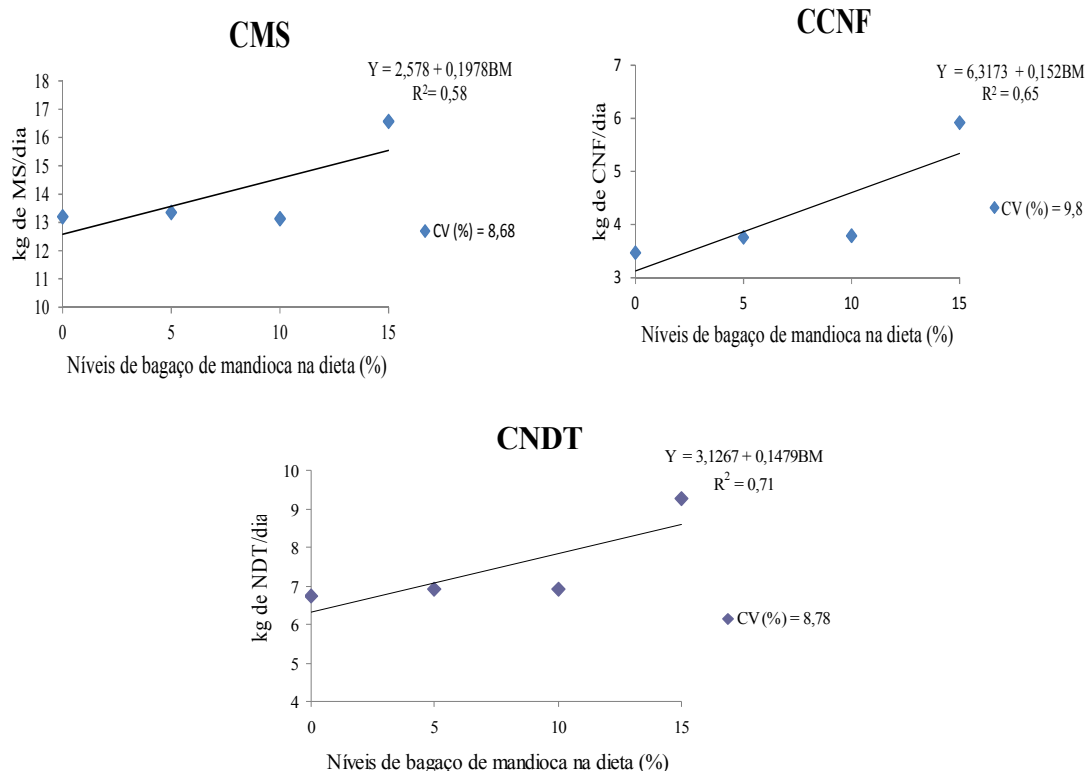 CMS
Y = 2,578 + 0,1978BM
R²= 0,58
18
17
16
15
14
13
12
11
10
kg de MS/dia
CV (%) = 8,68
0 5 10 15
Níveis de bagaço de mandioca na dieta (%)
CCNF
Y = 6,3173 + 0,152BM
R² = 0,65
7
6
5
4
3
kg de CNF/dia
CV (%) = 9,8
0 5 10 15
Níveis de bagaço de mandioca na dieta (%)
CNDT
Y = 3,1267 + 0,1479BM
R² = 0,71
10
9
8
7
6
5
4
kg de NDT/dia
CV (%) = 8,78
0 5 10 15
Níveis de bagaço de mandioca na dieta (%)